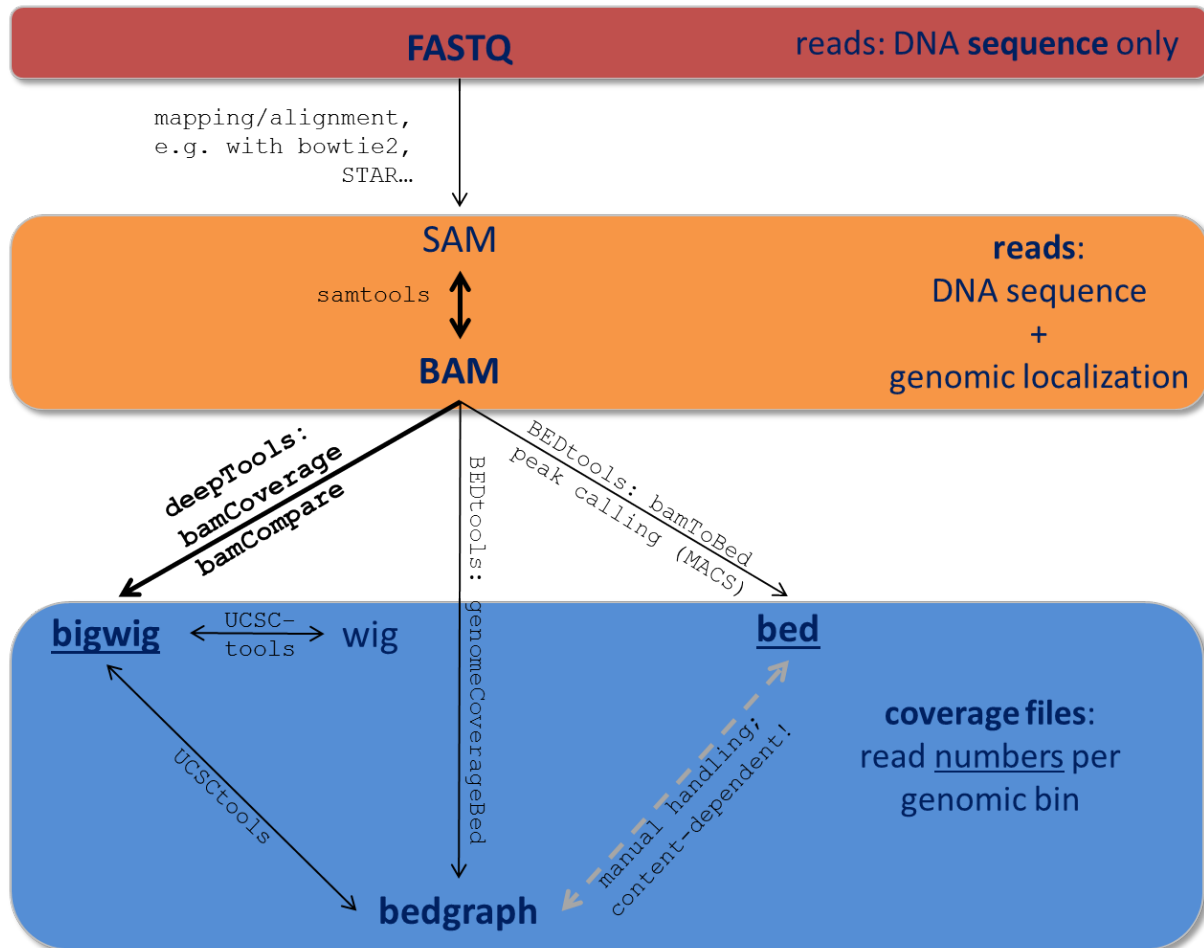 FASTQ
reads: DNA sequence only
mapping/alignment,
e.g. with bowtie2,
STAR…
SAM
samtools
BAM
reads:
DNA sequence
+
genomic localization
deepTools:
bamCoverage
bamCompare
BEDtools: genomeCoverageBed
BEDtools: bamToBed
peak calling (MACS)
bigwig
UCSC-
tools
wig
bed
UCSCtools
manual handling;
content-dependent!
coverage files:
read numbers per
genomic bin
bedgraph